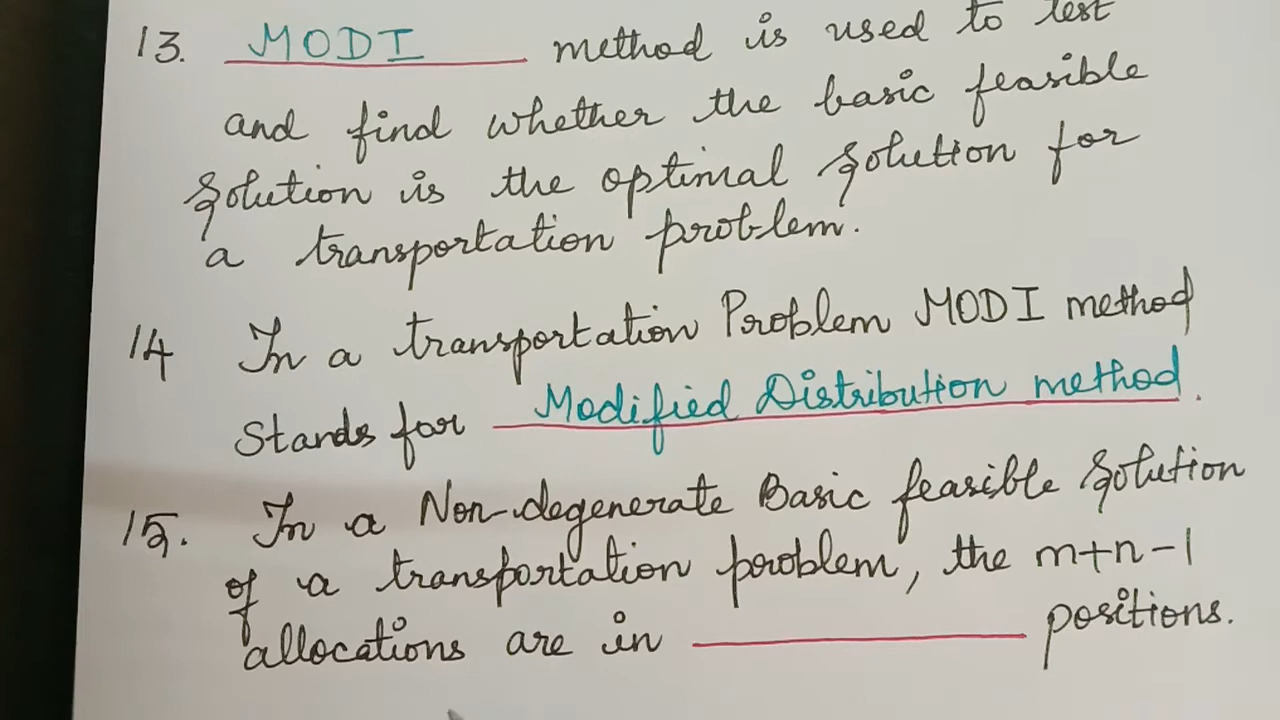 13. MODI method is used to test
and find whether the basic feasible
solution is the optimal solution for
a transportation problem.
14 In a transportation Problem MODI method
Stands for Modified Distribution method.
15. In a Non-degenerate Basic feasible Solution
of a transportation problem, the m+n-1
allocations are in ____________ positions.